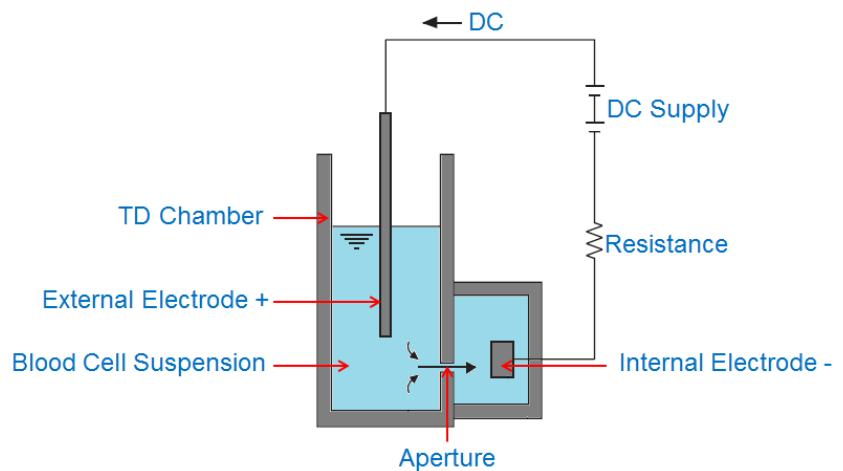 DC
DC Supply
TD Chamber
Resistance
External Electrode +
Blood Cell Suspension
Internal Electrode -
Aperture